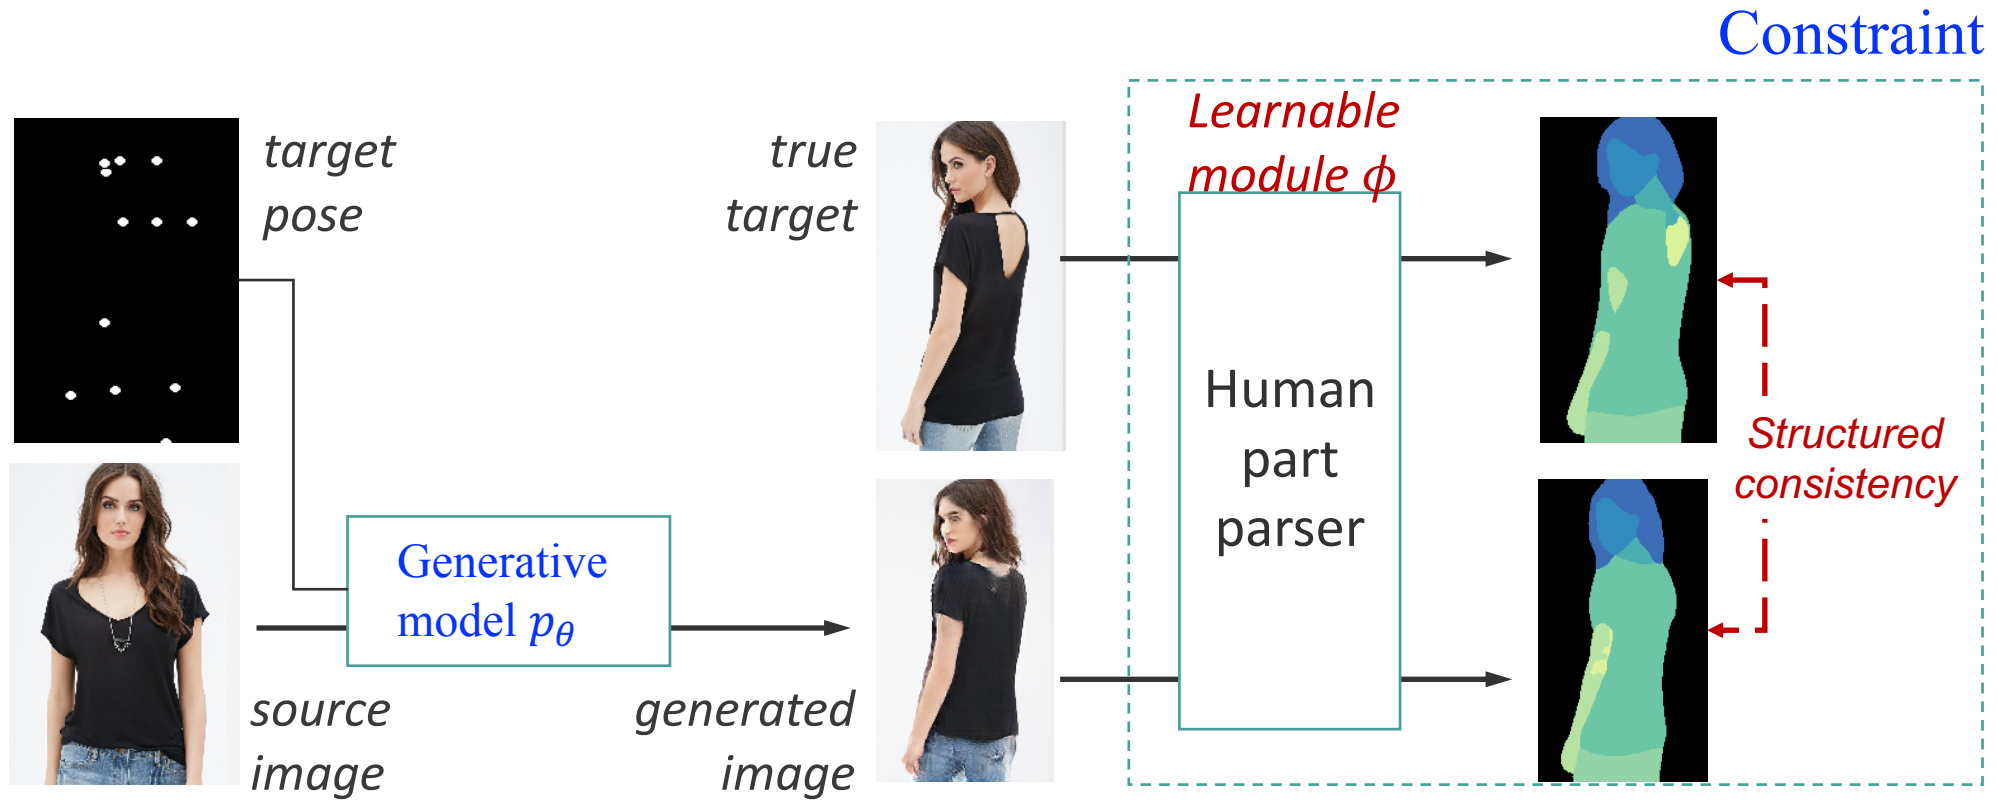 Constraint
target
pose
true
target
Learnable
module ϕ
Human
part
parser
Structured
consistency
Generative
model pθ
source
image
generated
image